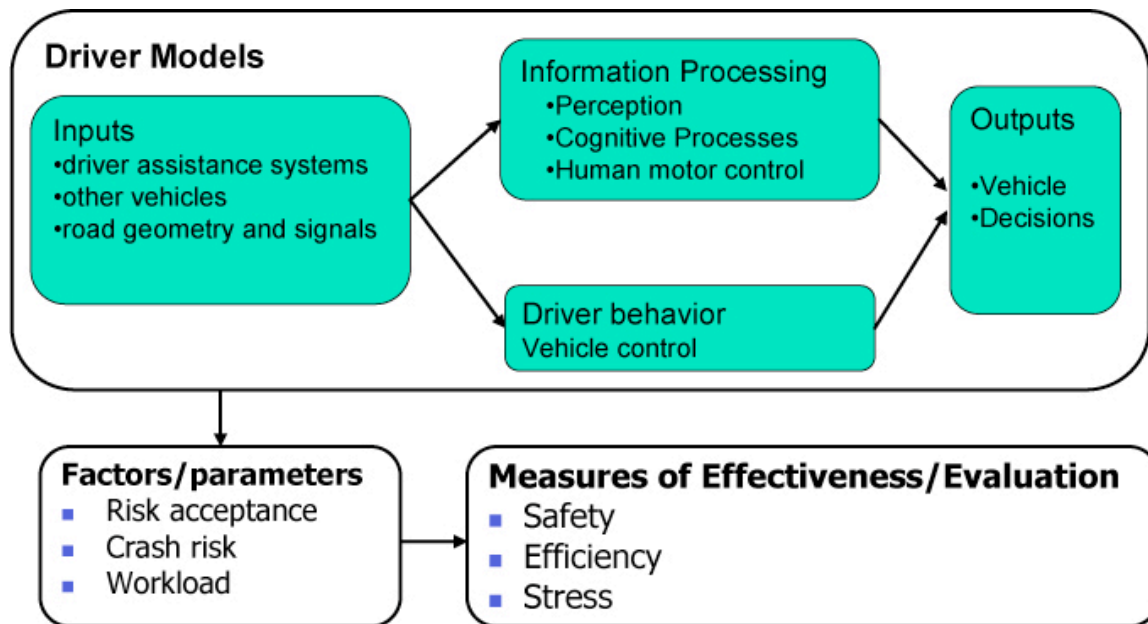 Driver Models
Inputs
•driver assistance systems
•other vehicles
•road geometry and signals
Information Processing
•Perception
•Cognitive Processes
•Human motor control
Driver behavior
Vehicle control
Outputs
•Vehicle
•Decisions
Factors/parameters
▪ Risk acceptance
▪ Crash risk
▪ Workload
Measures of Effectiveness/Evaluation
▪ Safety
▪ Efficiency
▪ Stress